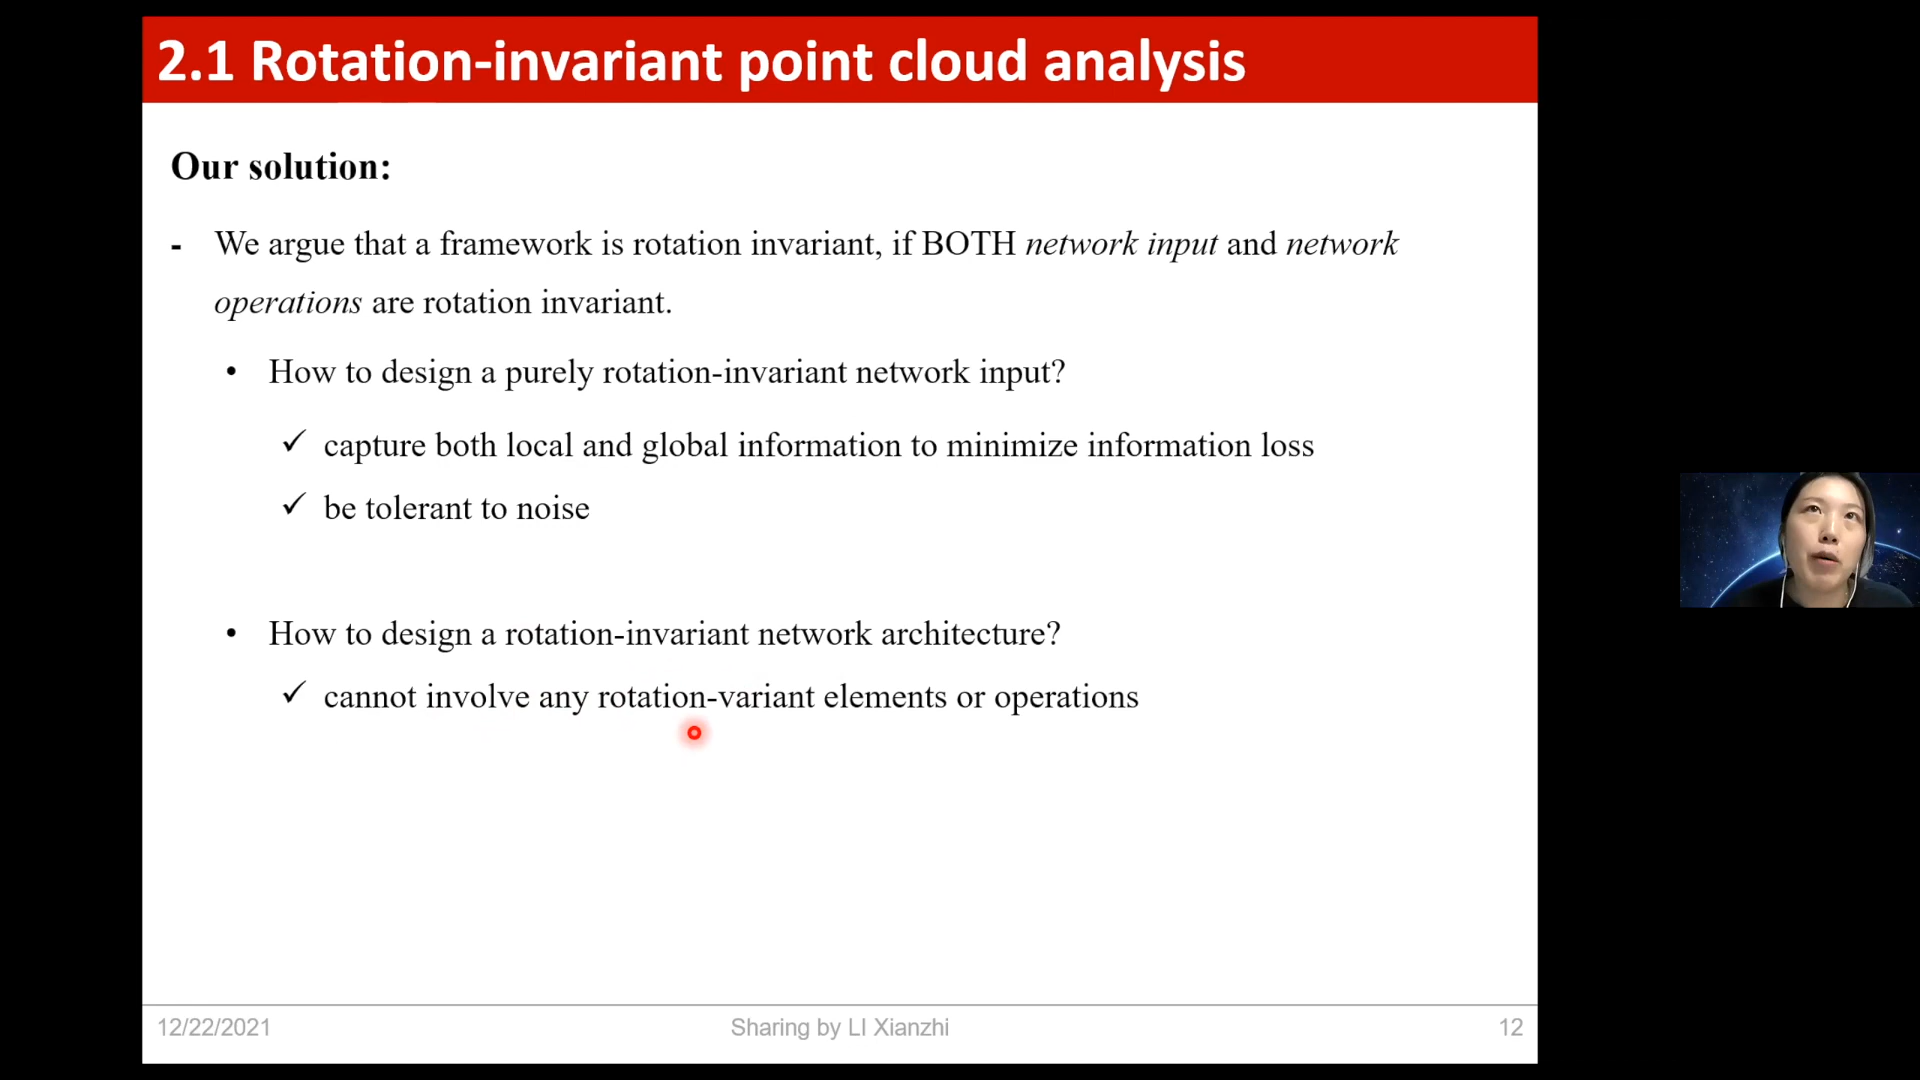 2.1 Rotation-invariant point cloud analysis
Our solution:
- We argue that a framework is rotation invariant, if BOTH network input and network
operations are rotation invariant.
• How to design a purely rotation-invariant network input?
✓ capture both local and global information to minimize information loss
✓ be tolerant to noise
• How to design a rotation-invariant network architecture?
✓ cannot involve any rotation-variant elements or operations
12/22/2021
Sharing by LI Xianzhi
12